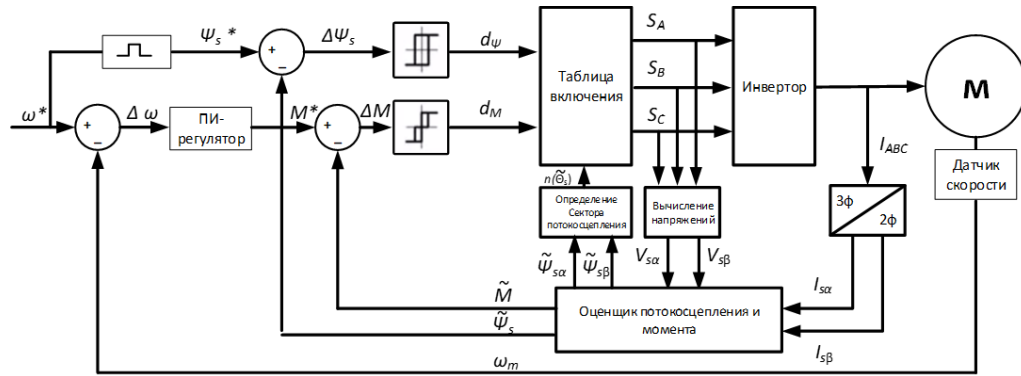 Ψs *
ΔΨs
dΨ
SA
SB
SC
Таблица
включения
Инвертор
M
ω*
+
−
Δ ω
ПИ-
регулятор
M*
+
−
+
−
ΔM
dM
IABC
Датчик
скорости
n(Θ̃s)
Определение
Сектора
потокосцепления
Вычисление
напряжений
3ф
2ф
Ψ̃sα
Ψ̃sβ
Vsα
Vsβ
M̃
Ψ̃s
Оценщик потокосцепления и
момента
Isα
Isβ
ωm